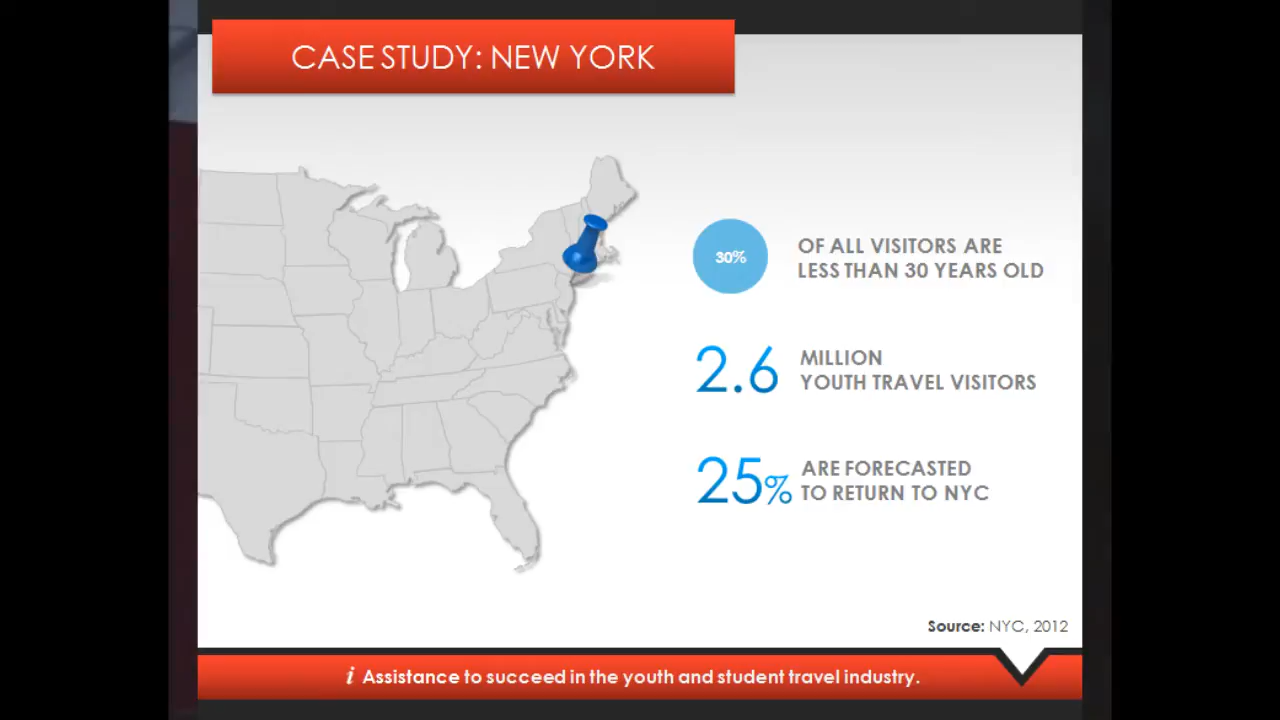 CASE STUDY: NEW YORK
30%
OF ALL VISITORS ARE
LESS THAN 30 YEARS OLD
2.6
MILLION
YOUTH TRAVEL VISITORS
25%
ARE FORECASTED
TO RETURN TO NYC
Source: NYC, 2012
i Assistance to succeed in the youth and student travel industry.